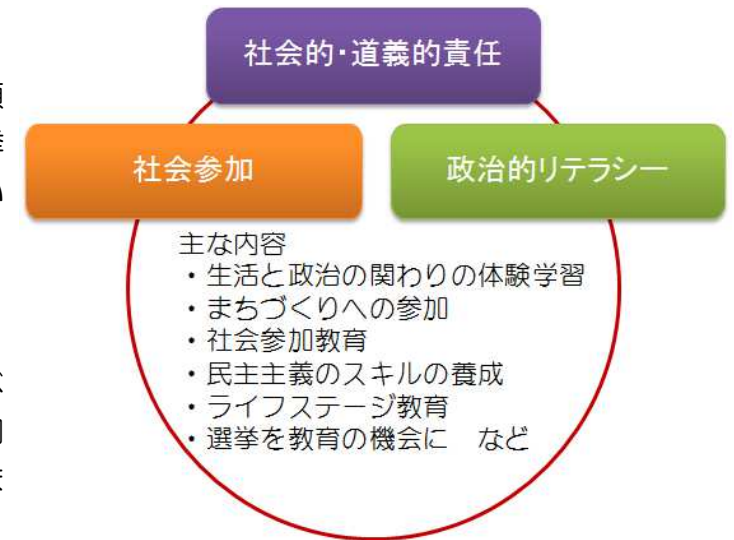 社会的・道義的責任
社会参加
政治的リテラシー
主な内容
・生活と政治の関わりの体験学習
・まちづくりへの参加
・社会参加教育
・民主主義のスキルの養成
・ライフステージ教育
・選挙を教育の機会に　など